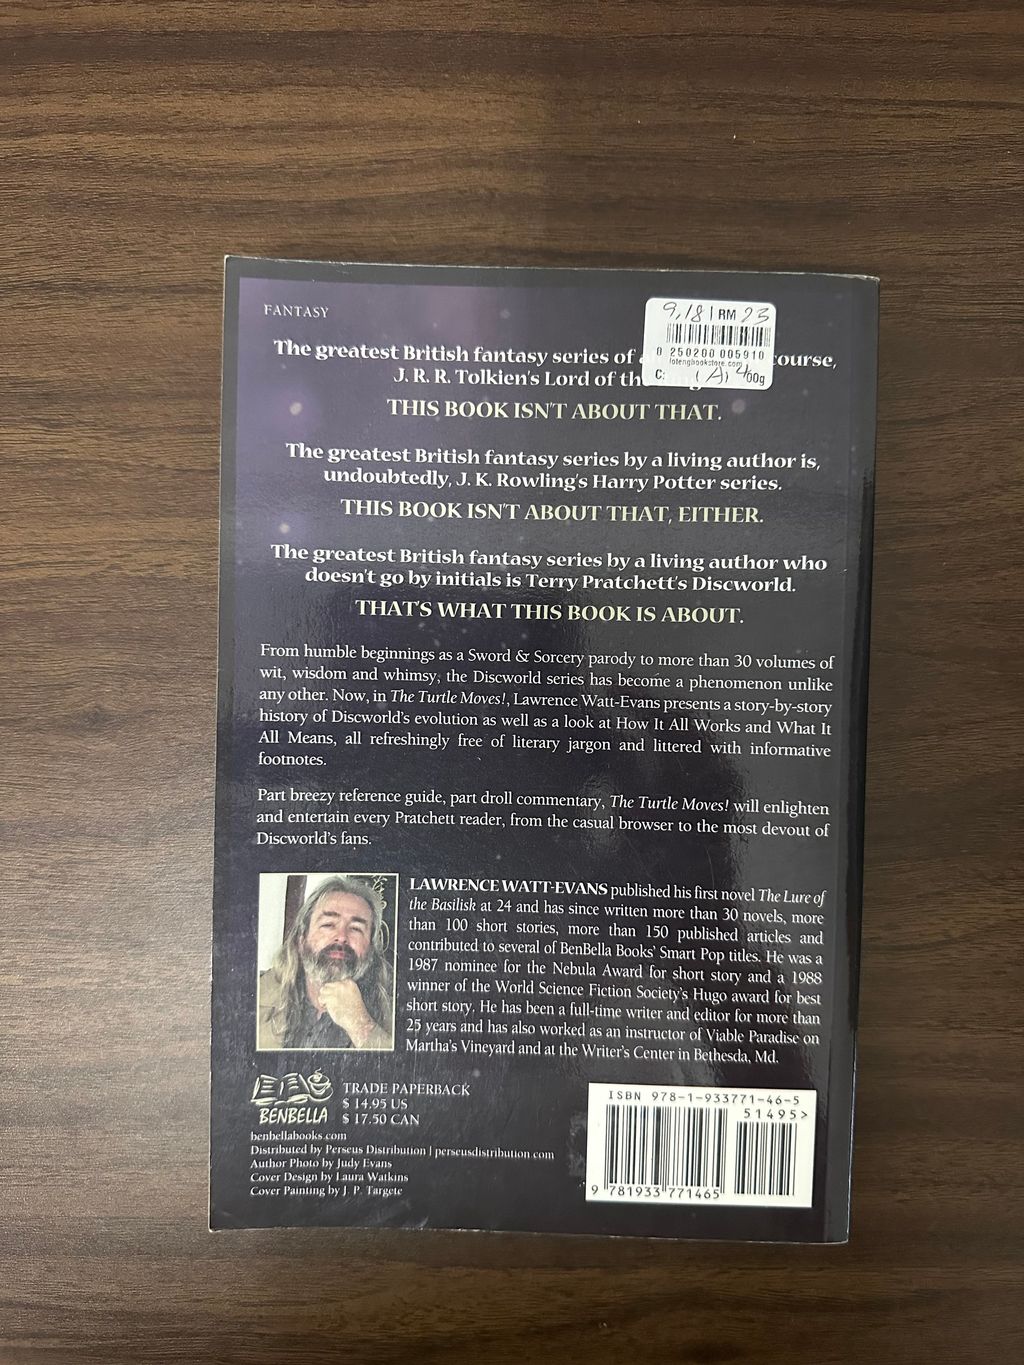 FANTASY
9.18 | RM 23
0 250200 005910
lotengbookstore.com
C: (A) 400g
The greatest British fantasy series of a course,
J. R. R. Tolkien's Lord of th
THIS BOOK ISN'T ABOUT THAT.
The greatest British fantasy series by a living author is,
undoubtedly, J. K. Rowling's Harry Potter series.
THIS BOOK ISN'T ABOUT THAT, EITHER.
The greatest British fantasy series by a living author who
doesn't go by initials is Terry Pratchett's Discworld.
THAT'S WHAT THIS BOOK IS ABOUT.
From humble beginnings as a Sword & Sorcery parody to more than 30 volumes of
wit, wisdom and whimsy, the Discworld series has become a phenomenon unlike
any other. Now, in The Turtle Moves!, Lawrence Watt-Evans presents a story-by-story
history of Discworld's evolution as well as a look at How It All Works and What It
All Means, all refreshingly free of literary jargon and littered with informative
footnotes.
Part breezy reference guide, part droll commentary, The Turtle Moves! will enlighten
and entertain every Pratchett reader, from the casual browser to the most devout of
Discworld's fans.
LAWRENCE WATT-EVANS published his first novel The Lure of
the Basilisk at 24 and has since written more than 30 novels, more
than 100 short stories, more than 150 published articles and
contributed to several of BenBella Books' Smart Pop titles. He was a
1987 nominee for the Nebula Award for short story and a 1988
winner of the World Science Fiction Society's Hugo award for best
short story. He has been a full-time writer and editor for more than
25 years and has also worked as an instructor of Viable Paradise on
Martha's Vineyard and at the Writer's Center in Bethesda, Md.
BENBELLA
TRADE PAPERBACK
$ 14.95 US
$ 17.50 CAN
benbellabooks.com
Distributed by Perseus Distribution | perseusdistribution.com
Author Photo by Judy Evans
Cover Design by Laura Watkins
Cover Painting by J. P. Targete
ISBN 978-1-933771-46-5
51495>
9 781933 771465